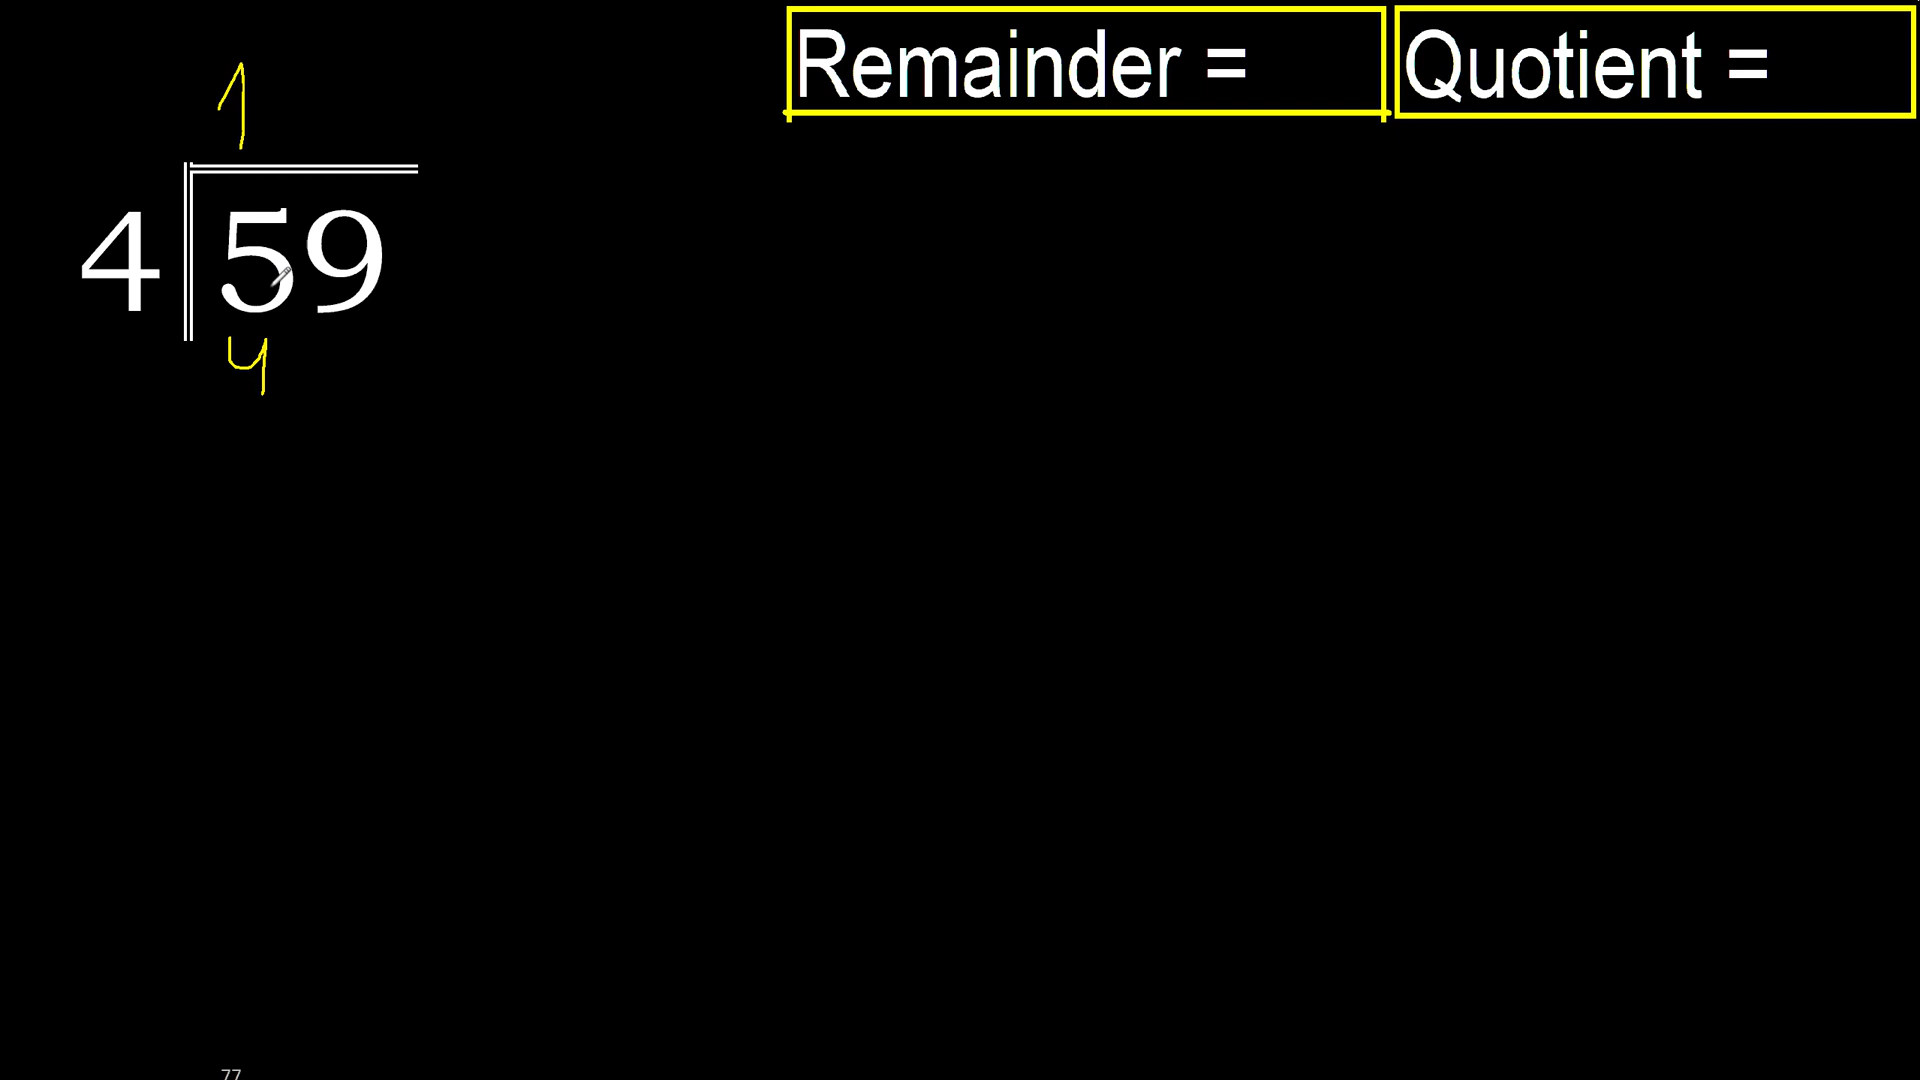 Remainder = Quotient =
1
4 59
4
77